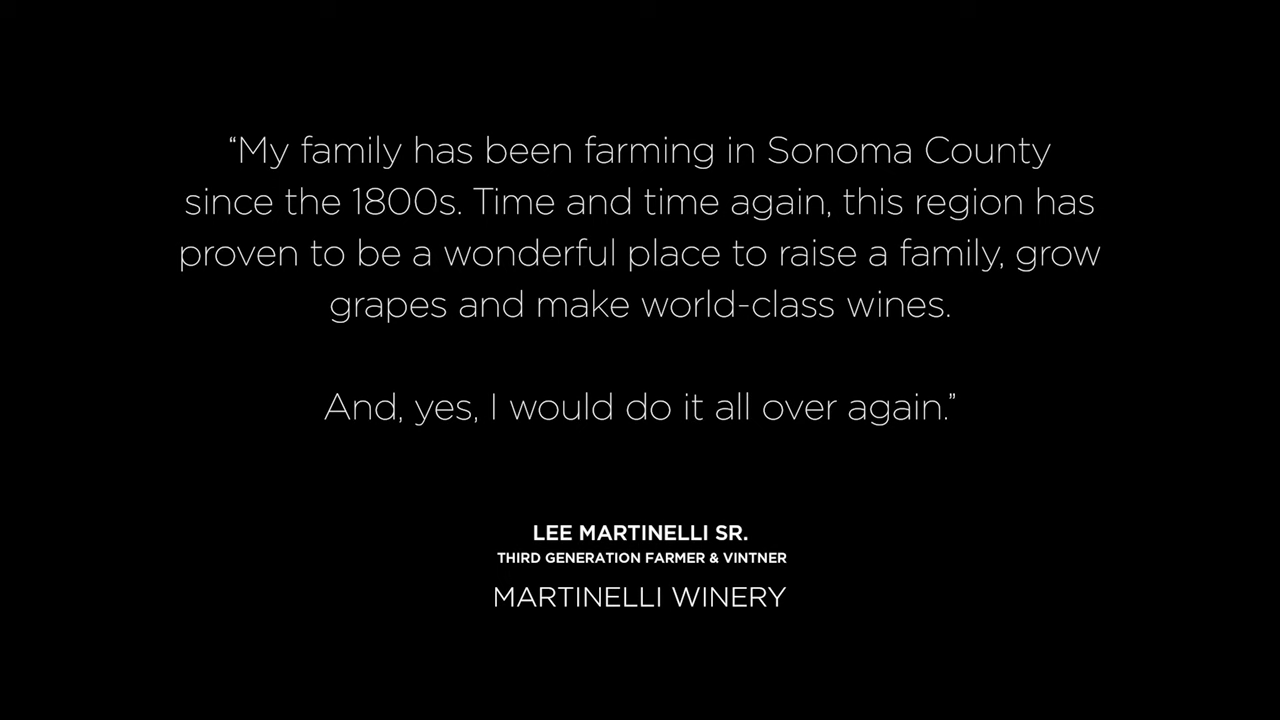 “My family has been farming in Sonoma County
since the 1800s. Time and time again, this region has
proven to be a wonderful place to raise a family, grow
grapes and make world-class wines.
And, yes, I would do it all over again.”
LEE MARTINELLI SR.
THIRD GENERATION FARMER & VINTNER
MARTINELLI WINERY